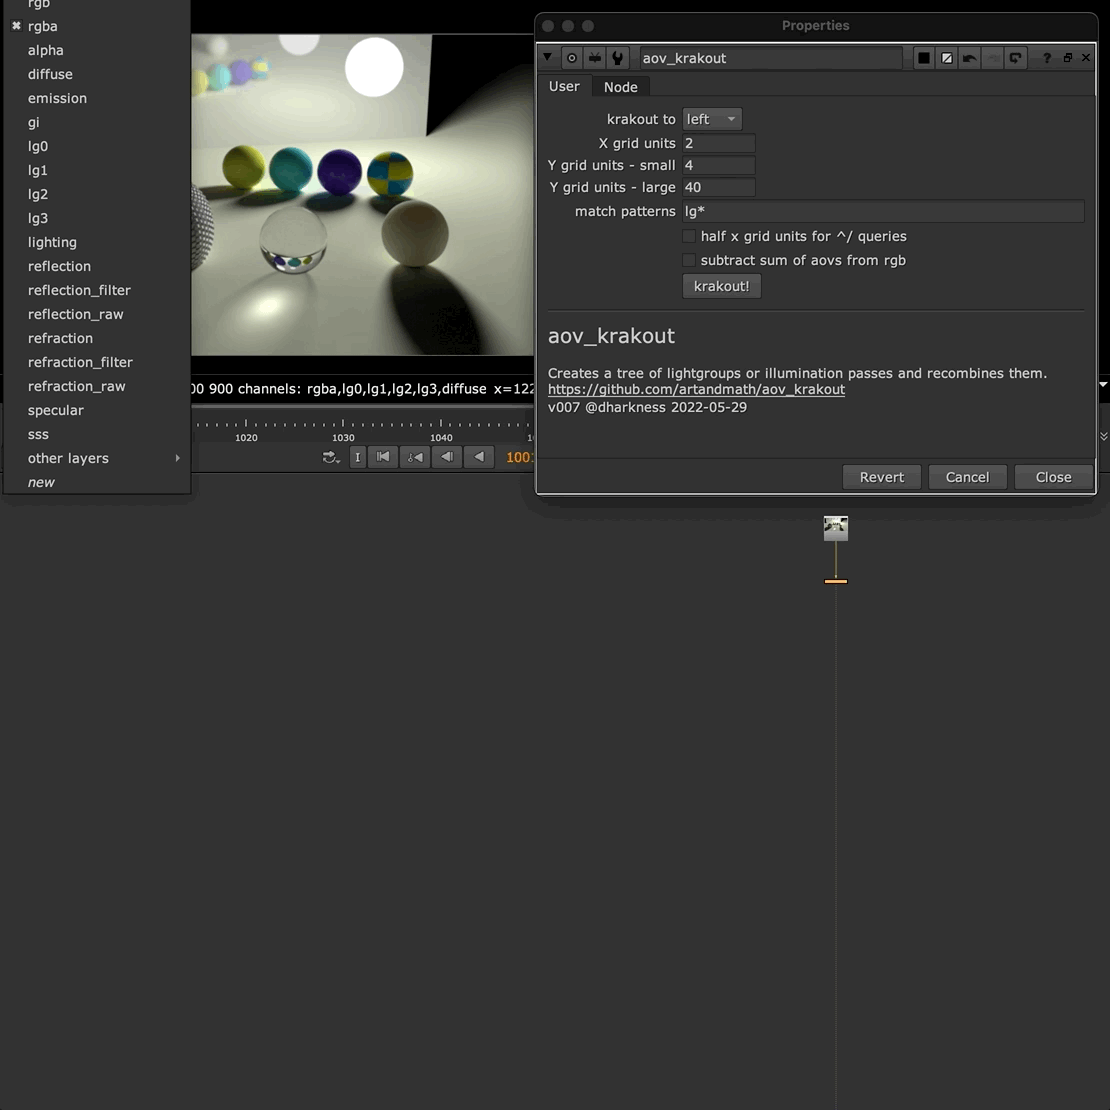 rgb
rgba
alpha
diffuse
emission
gi
lg0
lg1
lg2
lg3
lighting
reflection
reflection_filter
reflection_raw
refraction
refraction_filter
refraction_raw
specular
sss
other layers
new
00 900 channels: rgba,lg0,lg1,lg2,lg3,diffuse x=122
1020 1030 1040
I
1001
Properties
aov_krakout
?
User Node
krakout to left
X grid units 2
Y grid units - small 4
Y grid units - large 40
match patterns lg*
half x grid units for ^/ queries
subtract sum of aovs from rgb
krakout!
aov_krakout
Creates a tree of lightgroups or illumination passes and recombines them.
https://github.com/artandmath/aov_krakout
v007 @dharkness 2022-05-29
Revert Cancel Close